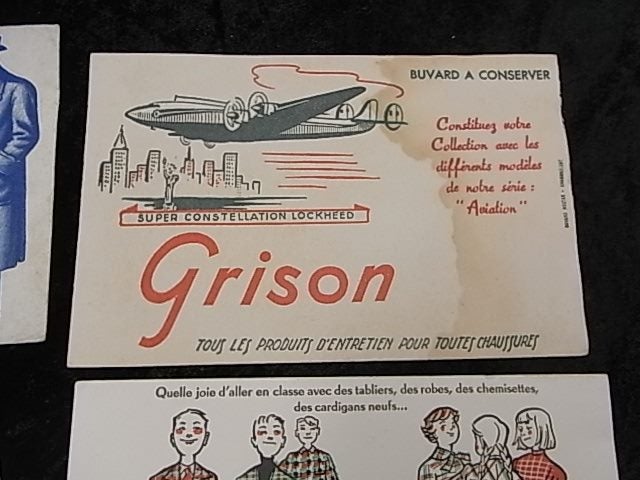 BUVARD A CONSERVER
Constituez votre
Collection avec les
différents modèles
de notre série :
"Aviation"
SUPER CONSTELLATION LOCKHEED
Grison
TOUS LES PRODUITS D'ENTRETIEN POUR TOUTES CHAUSSURES
Quelle joie d'aller en classe avec des tabliers, des robes, des chemisettes,
des cardigans neufs...